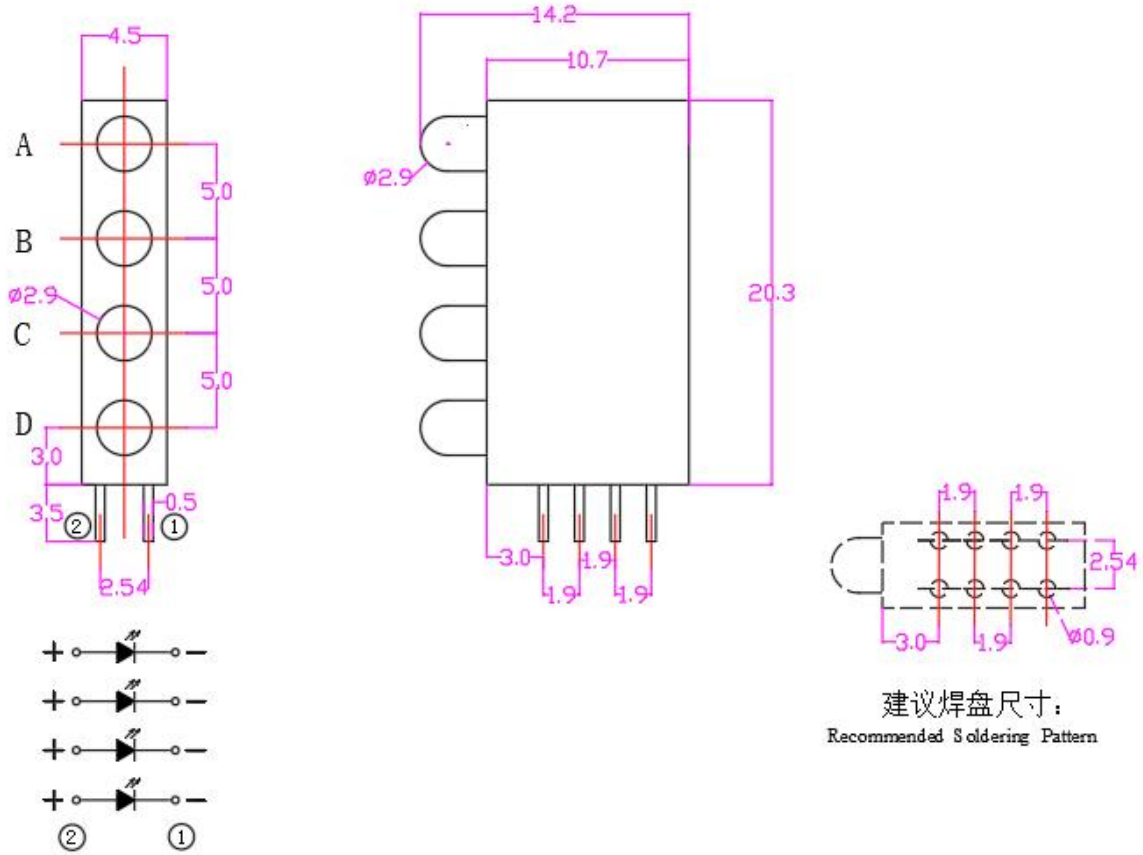 4.5
A
5.0
B
5.0
ø2.9
C
5.0
D
3.0
3.5
0.5
② ①
2.54
14.2
10.7
ø2.9
20.3
3.0
1.9
1.9 1.9
1.9 1.9
2.54
3.0 1.9 ø0.9
建议焊盘尺寸：
Recommended Soldering Pattern
+ −
+ −
+ −
+ −
② ①